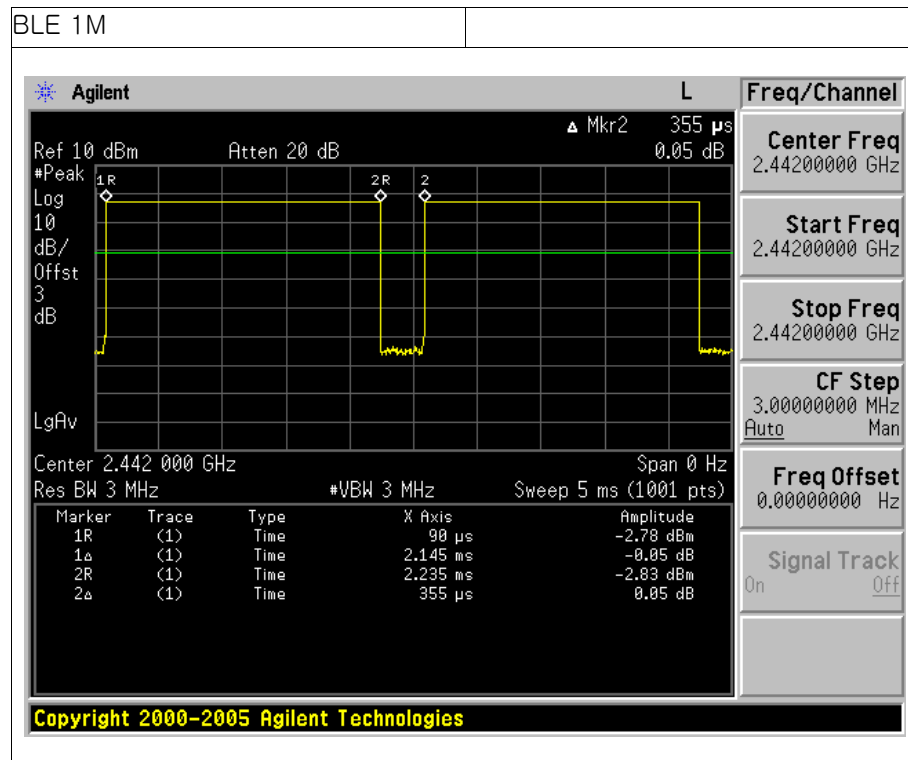 BLE 1M
Agilent L
Δ Mkr2 355 µs
Ref 10 dBm Atten 20 dB 0.05 dB
#Peak
Log
10
dB/
Offst
3
dB
LgAv
1R 2R 2
Center 2.442 000 GHz Span 0 Hz
Res BW 3 MHz #VBW 3 MHz Sweep 5 ms (1001 pts)
Marker Trace Type X Axis Amplitude
1R (1) Time 90 µs -2.78 dBm
1Δ (1) Time 2.145 ms -0.05 dB
2R (1) Time 2.235 ms -2.83 dBm
2Δ (1) Time 355 µs 0.05 dB
Freq/Channel
Center Freq
2.44200000 GHz
Start Freq
2.44200000 GHz
Stop Freq
2.44200000 GHz
CF Step
3.00000000 MHz
Auto Man
Freq Offset
0.00000000 Hz
Signal Track
On Off
Copyright 2000-2005 Agilent Technologies